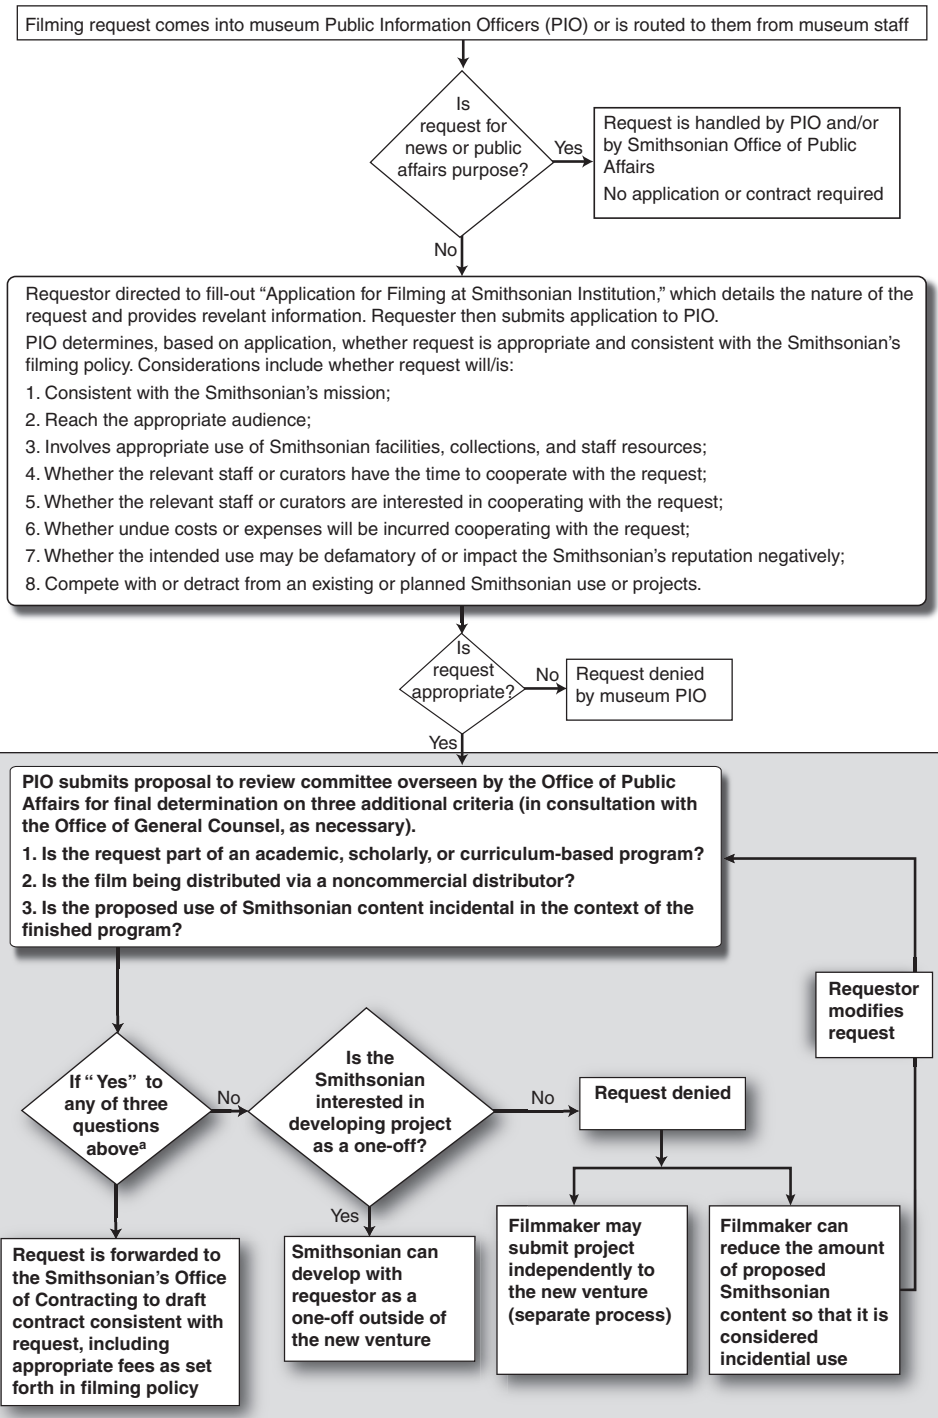 Filming request comes into museum Public Information Officers (PIO) or is routed to them from museum staff
Is
request for
news or public
affairs purpose?
Yes
Request is handled by PIO and/or
by Smithsonian Office of Public
Affairs
No application or contract required
No
Requestor directed to fill-out “Application for Filming at Smithsonian Institution,” which details the nature of the
request and provides revelant information. Requester then submits application to PIO.
PIO determines, based on application, whether request is appropriate and consistent with the Smithsonian’s
filming policy. Considerations include whether request will/is:
1. Consistent with the Smithsonian’s mission;
2. Reach the appropriate audience;
3. Involves appropriate use of Smithsonian facilities, collections, and staff resources;
4. Whether the relevant staff or curators have the time to cooperate with the request;
5. Whether the relevant staff or curators are interested in cooperating with the request;
6. Whether undue costs or expenses will be incurred cooperating with the request;
7. Whether the intended use may be defamatory of or impact the Smithsonian’s reputation negatively;
8. Compete with or detract from an existing or planned Smithsonian use or projects.
Is
request
appropriate?
No
Request denied
by museum PIO
Yes
PIO submits proposal to review committee overseen by the Office of Public
Affairs for final determination on three additional criteria (in consultation with
the Office of General Counsel, as necessary).
1. Is the request part of an academic, scholarly, or curriculum-based program?
2. Is the film being distributed via a noncommercial distributor?
3. Is the proposed use of Smithsonian content incidental in the context of the
finished program?
Requestor
modifies
request
If “Yes” to
any of three
questions
aboveᵃ
No
Is the
Smithsonian
interested in
developing project
as a one-off?
No
Request denied
Yes
Request is forwarded to
the Smithsonian’s Office
of Contracting to draft
contract consistent with
request, including
appropriate fees as set
forth in filming policy
Smithsonian can
develop with
requestor as a
one-off outside of
the new venture
Filmmaker may
submit project
independently to
the new venture
(separate process)
Filmmaker can
reduce the amount
of proposed
Smithsonian
content so that it is
considered
incidential use